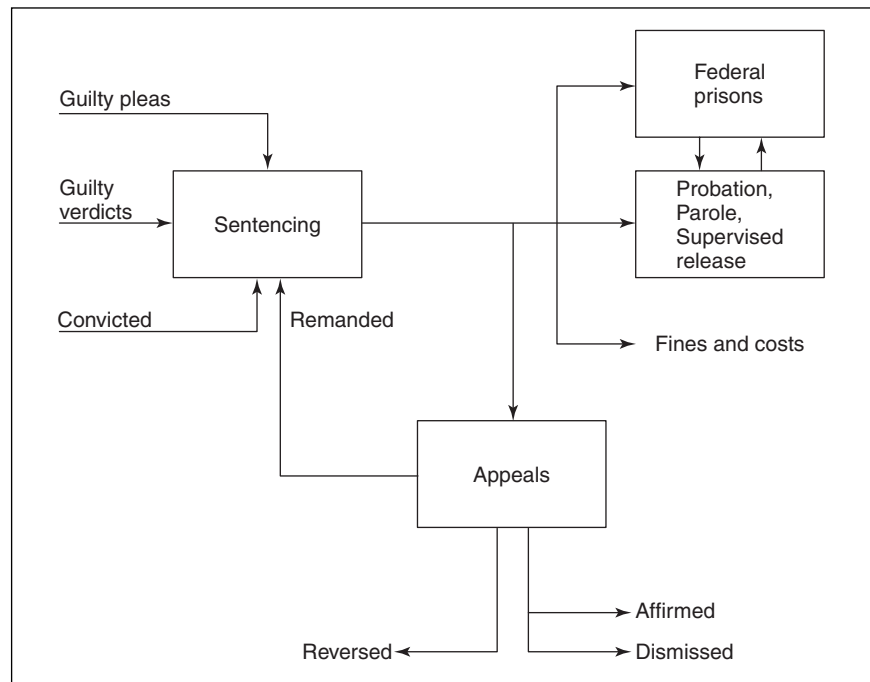 Federal
prisons
Guilty pleas
Guilty
verdicts
Sentencing
Probation,
Parole,
Supervised
release
Convicted
Remanded
Fines and costs
Appeals
Affirmed
Reversed
Dismissed